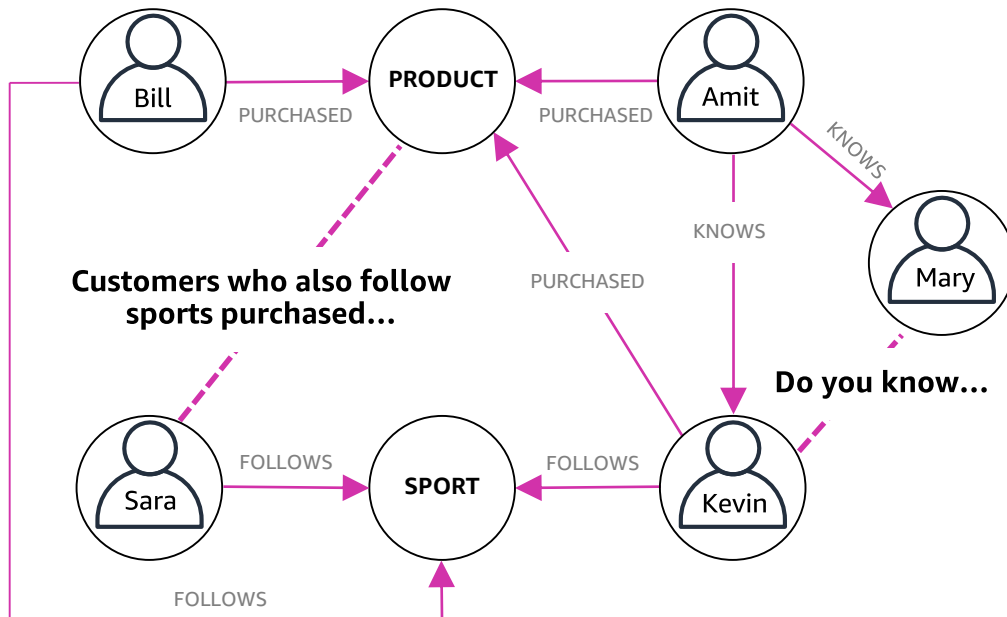 Bill
PRODUCT
Amit
PURCHASED
PURCHASED
KNOWS
KNOWS
Mary
Customers who also follow
sports purchased...
PURCHASED
Do you know...
Sara
FOLLOWS
SPORT
FOLLOWS
Kevin
FOLLOWS